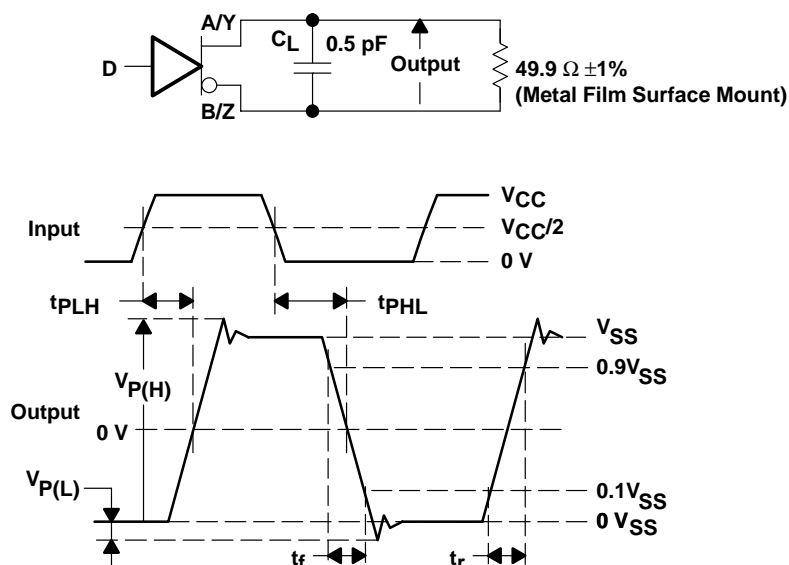 A/Y
CL 0.5 pF
Output
D
49.9 Ω ±1%
(Metal Film Surface Mount)
B/Z
VCC
Input
VCC/2
0 V
tPLH
tPHL
VSS
0.9VSS
VP(H)
Output
0 V
VP(L)
0.1VSS
0 VSS
tf
tr